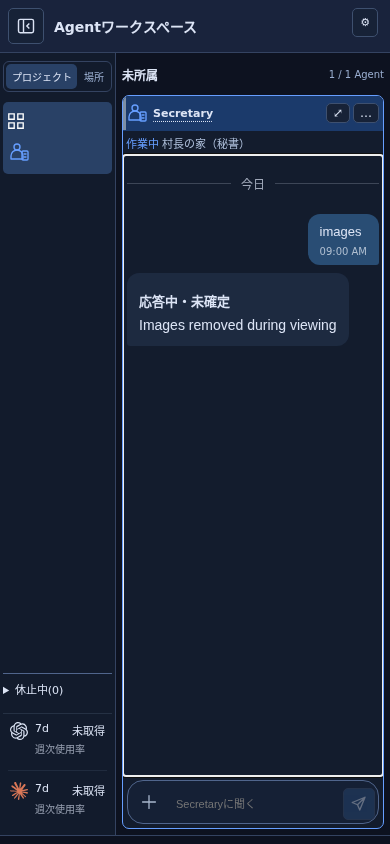 Agentワークスペース
⚙
プロジェクト 場所
未所属 1 / 1 Agent
Secretary
…
作業中 村長の家（秘書）
今日
images
09:00 AM
応答中・未確定
Images removed during viewing
▶ 休止中(0)
7d 未取得
週次使用率
7d 未取得
週次使用率
Secretaryに聞く